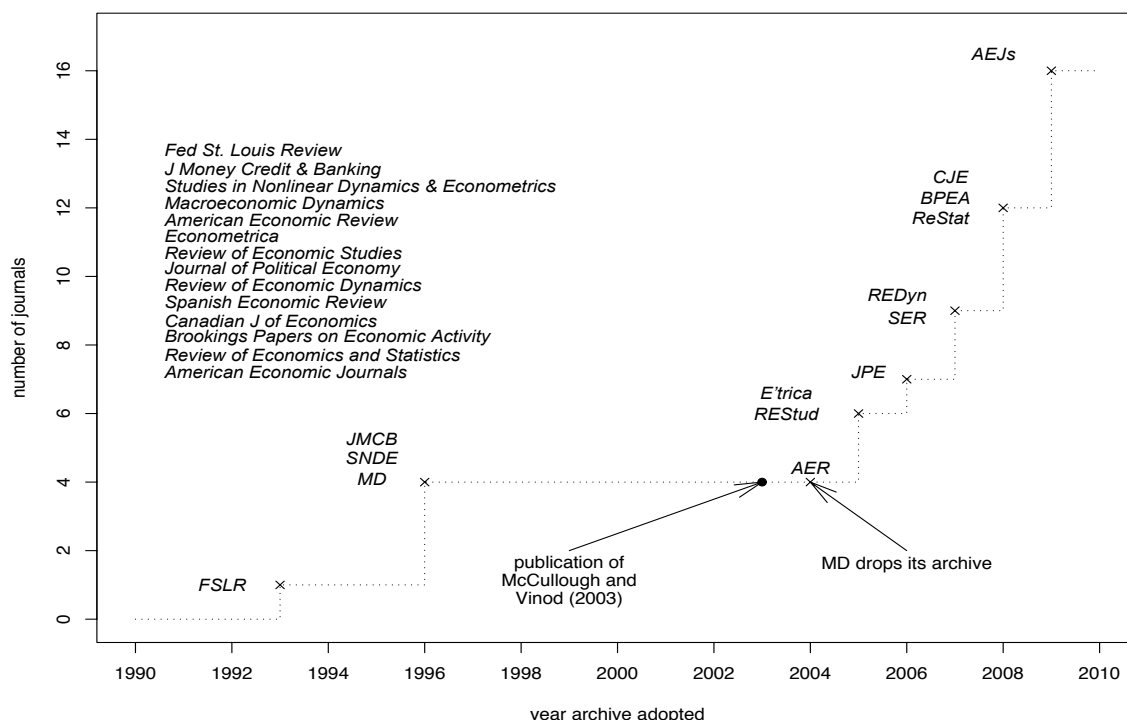 AEJs
16
14
Fed St. Louis Review
J Money Credit & Banking
Studies in Nonlinear Dynamics & Econometrics
Macroeconomic Dynamics
American Economic Review
Econometrica
Review of Economic Studies
Journal of Political Economy
Review of Economic Dynamics
Spanish Economic Review
Canadian J of Economics
Brookings Papers on Economic Activity
Review of Economics and Statistics
American Economic Journals
CJE
BPEA
ReStat
12
10
REDyn
SER
8
number of journals
JPE
E'trica
REStud
6
JMCB
SNDE
MD
AER
4
2
publication of
McCullough and
Vinod (2003)
MD drops its archive
FSLR
0
1990 1992 1994 1996 1998 2000 2002 2004 2006 2008 2010
year archive adopted